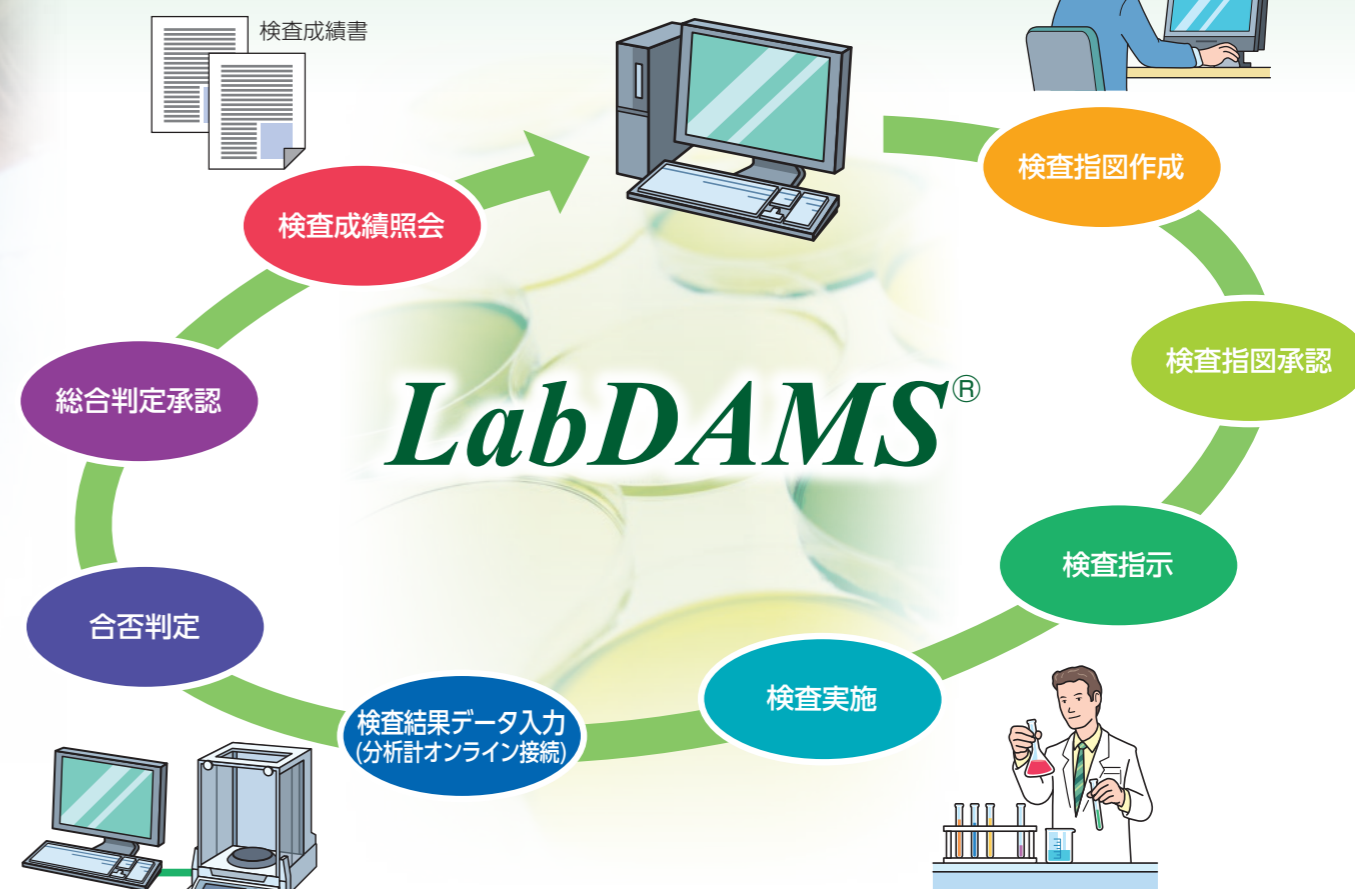 検査成績書
検査指図作成
検査成績照会
検査指図承認
総合判定承認
LabDAMS®
検査指示
合否判定
検査実施
検査結果データ入力
(分析計オンライン接続)